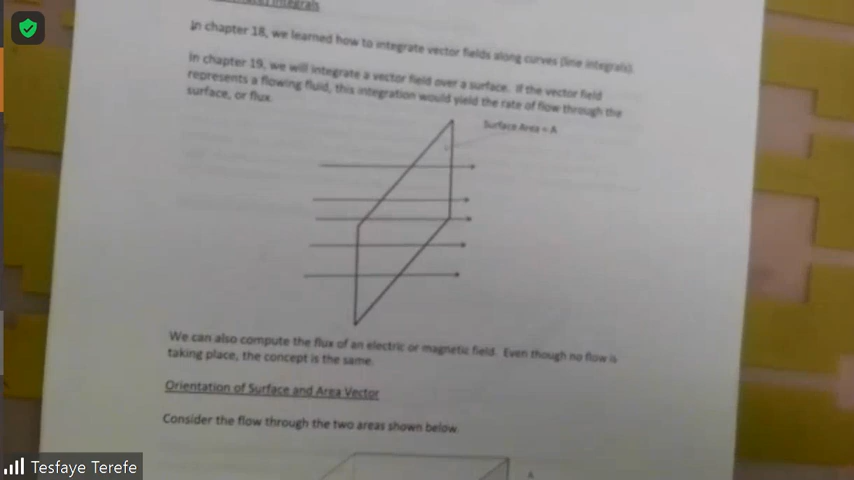 Integrals
In chapter 18, we learned how to integrate vector fields along curves (line integrals).
In chapter 19, we will integrate a vector field over a surface. If the vector field
represents a flowing fluid, this integration would yield the rate of flow through the
surface, or flux.
Surface Area = A
We can also compute the flux of an electric or magnetic field. Even though no flow is
taking place, the concept is the same.
Orientation of Surface and Area Vector
Consider the flow through the two areas shown below.
A
Tesfaye Terefe